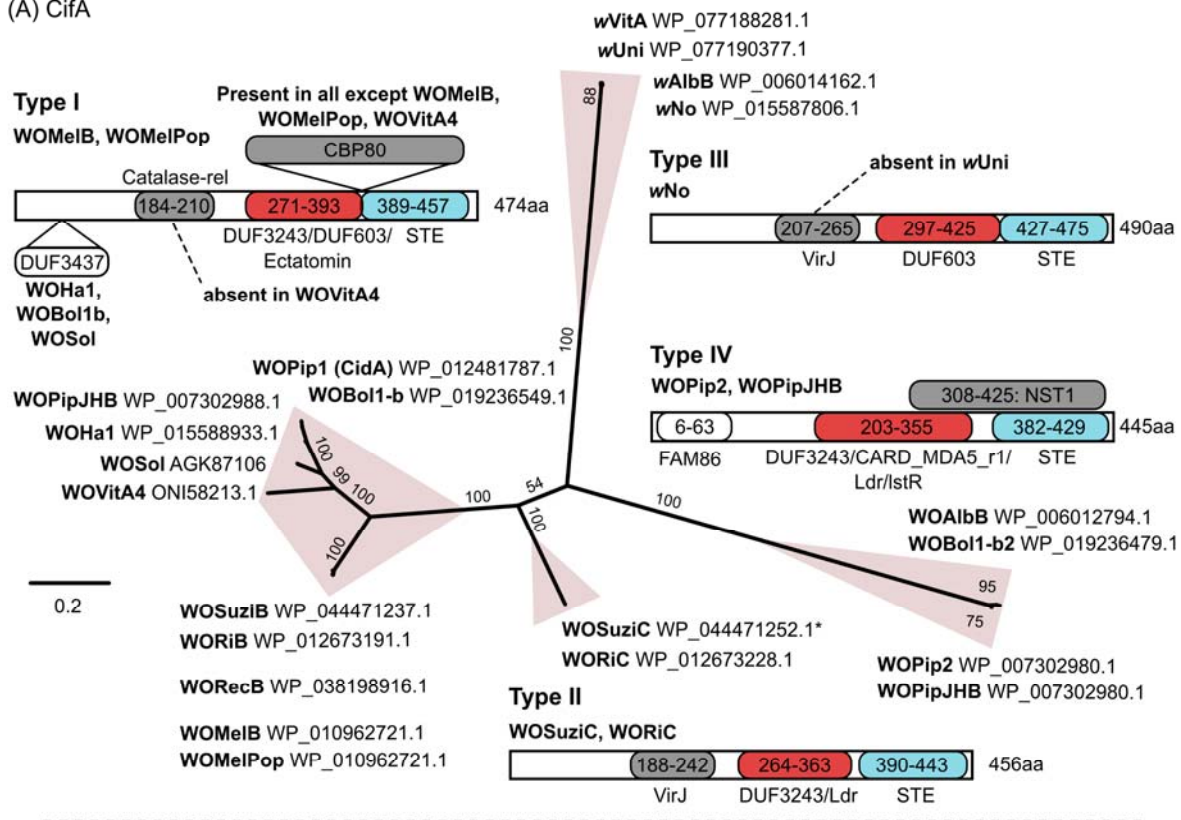 (A) CifA
wVitA WP_077188281.1
wUni WP_077190377.1
wAlbB WP_006014162.1
wNo WP_015587806.1
88
100
Type I
WOMelB, WOMelPop
Present in all except WOMelB,
WOMelPop, WOVitA4
CBP80
Catalase-rel
184-210
271-393
389-457
474aa
DUF3243/DUF603/
Ectatomin
STE
DUF3437
WOHa1,
WOBol1b,
WOSol
absent in WOVitA4
Type III
wNo
absent in wUni
207-265
297-425
427-475
490aa
VirJ
DUF603
STE
Type IV
WOPip2, WOPipJHB
308-425: NST1
6-63
203-355
382-429
445aa
FAM86
DUF3243/CARD_MDA5_r1/
Ldr/IstR
STE
WOPip1 (CidA) WP_012481787.1
WOBol1-b WP_019236549.1
WOPipJHB WP_007302988.1
WOHa1 WP_015588933.1
WOSol AGK87106
WOVitA4 ONI58213.1
100
99
100
100
100
54
100
100
0.2
WOAlbB WP_006012794.1
WOBol1-b2 WP_019236479.1
95
75
WOPip2 WP_007302980.1
WOPipJHB WP_007302980.1
WOSuziB WP_044471237.1
WORiB WP_012673191.1
WORecB WP_038198916.1
WOMelB WP_010962721.1
WOMelPop WP_010962721.1
WOSuziC WP_044471252.1*
WORiC WP_012673228.1
Type II
WOSuziC, WORiC
188-242
264-363
390-443
456aa
VirJ
DUF3243/Ldr
STE